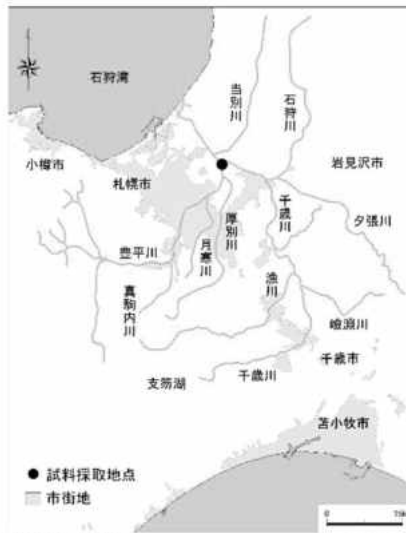 石狩湾
当別川
石狩川
小樽市
札幌市
岩見沢市
千歳川
夕張川
厚別川
月寒川
豊平川
漁川
真駒内川
嶮淵川
千歳市
支笏湖
千歳川
苫小牧市
試料採取地点
市街地
0